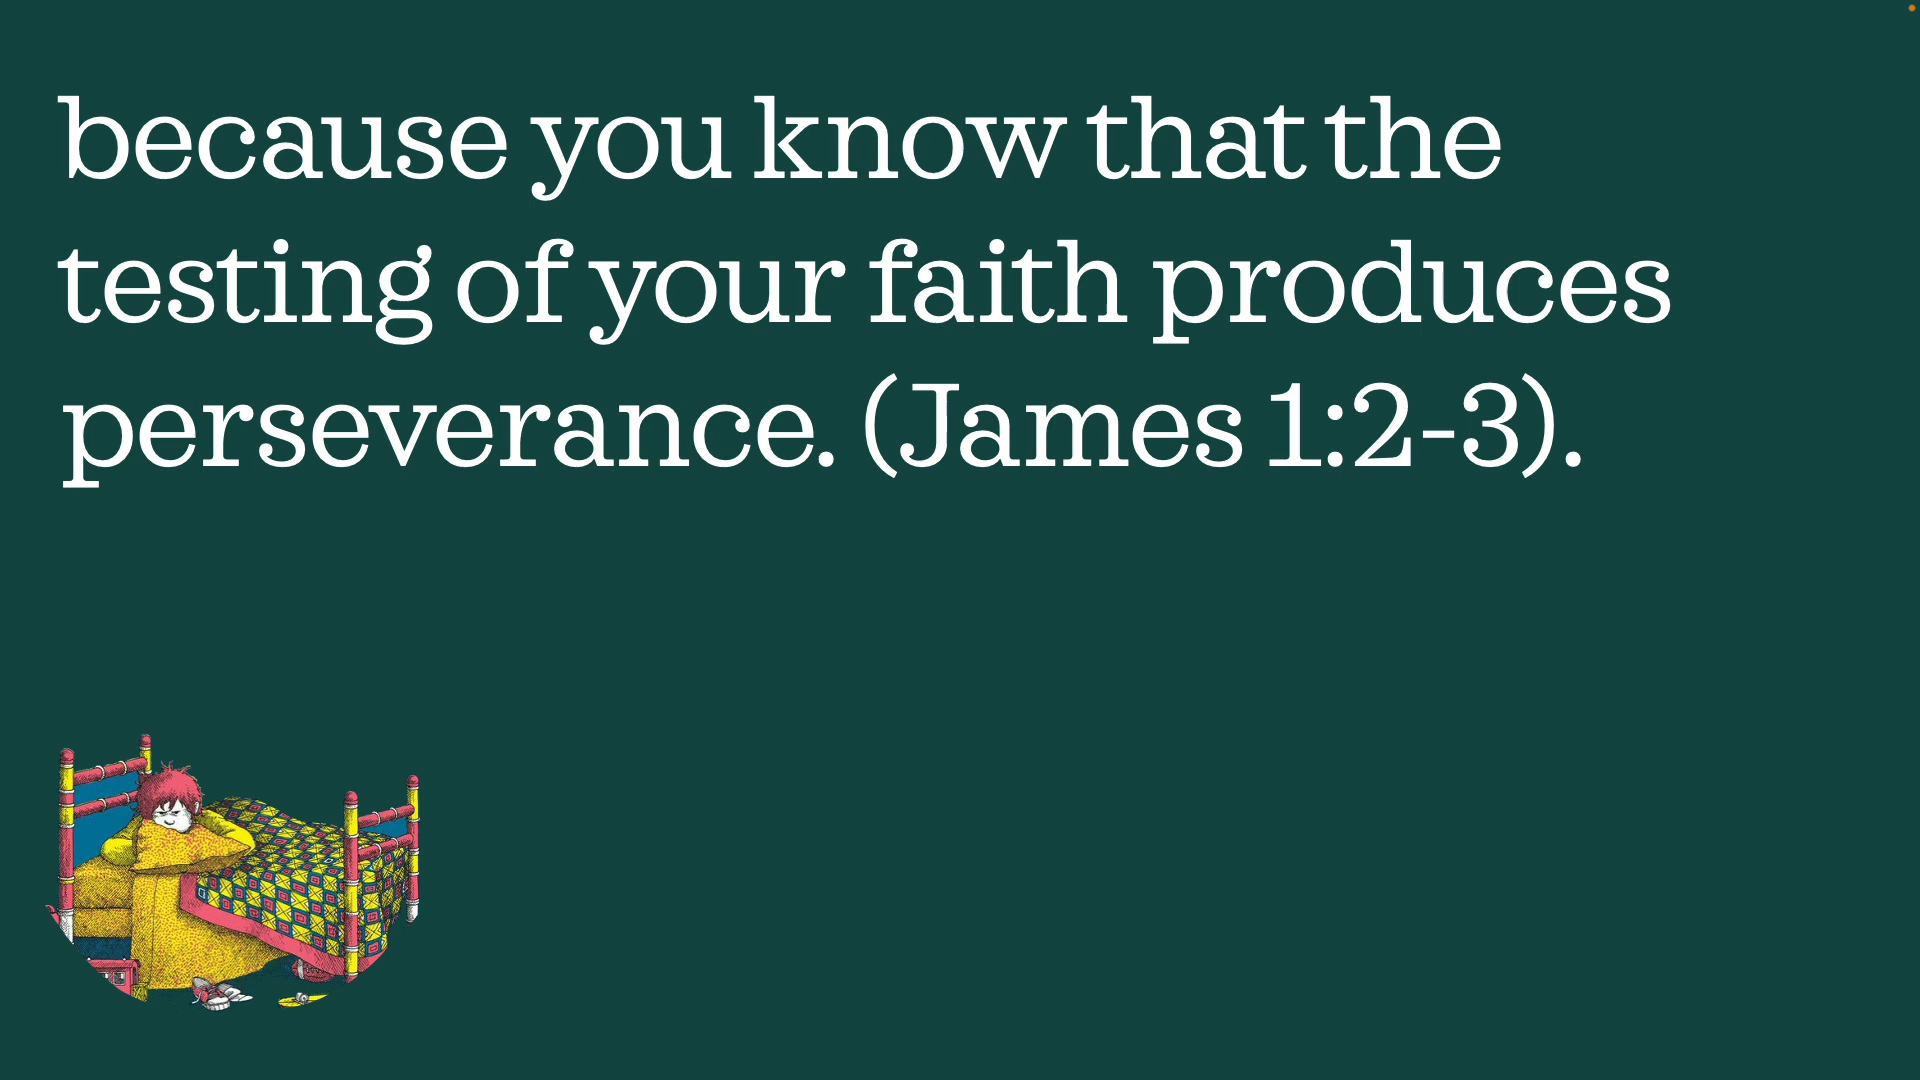 because you know that the
testing of your faith produces
perseverance. (James 1:2-3).